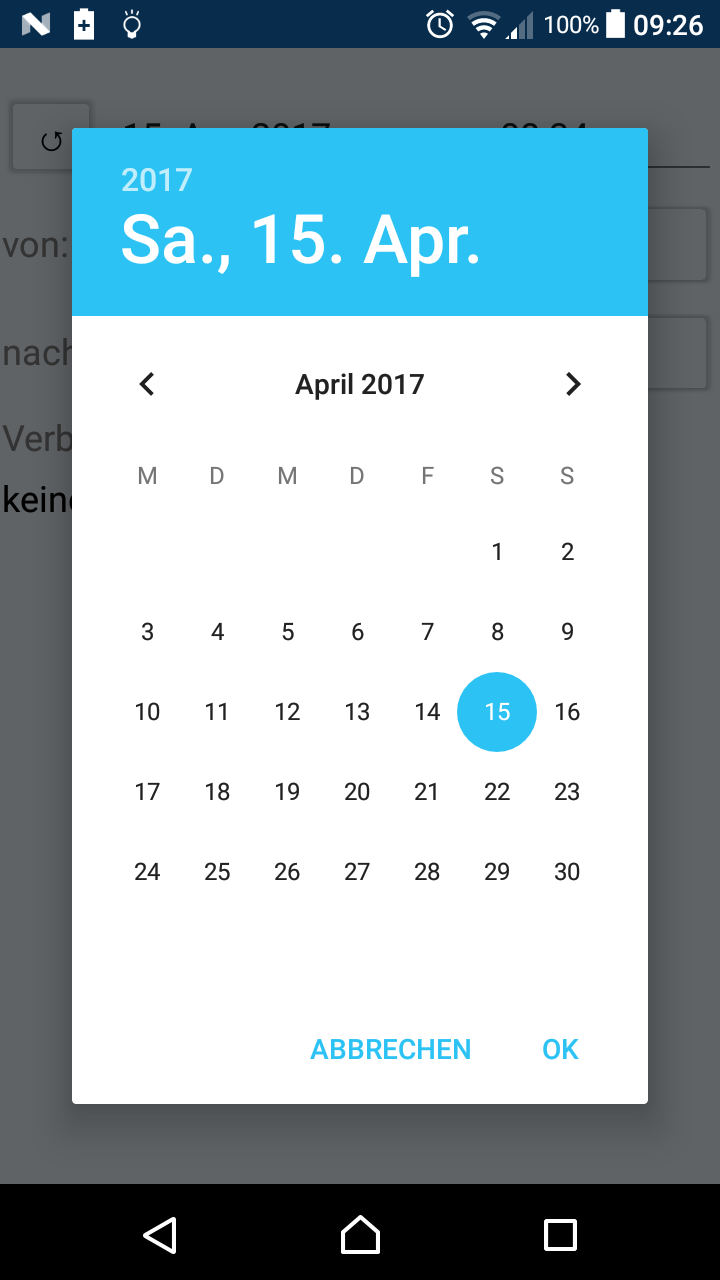 100% 09:26
von:
nach
Verb
keine
2017
Sa., 15. Apr.
April 2017
M D M D F S S
1 2
3 4 5 6 7 8 9
10 11 12 13 14 15 16
17 18 19 20 21 22 23
24 25 26 27 28 29 30
ABBRECHEN OK